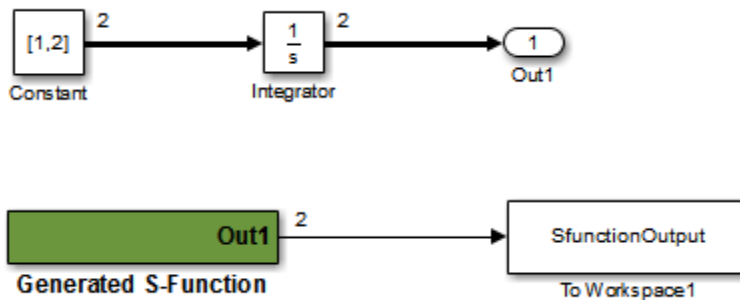 2
2
[1,2]
1
s
1
Constant
Integrator
Out1
Out1
2
SfunctionOutput
Generated S-Function
To Workspace1